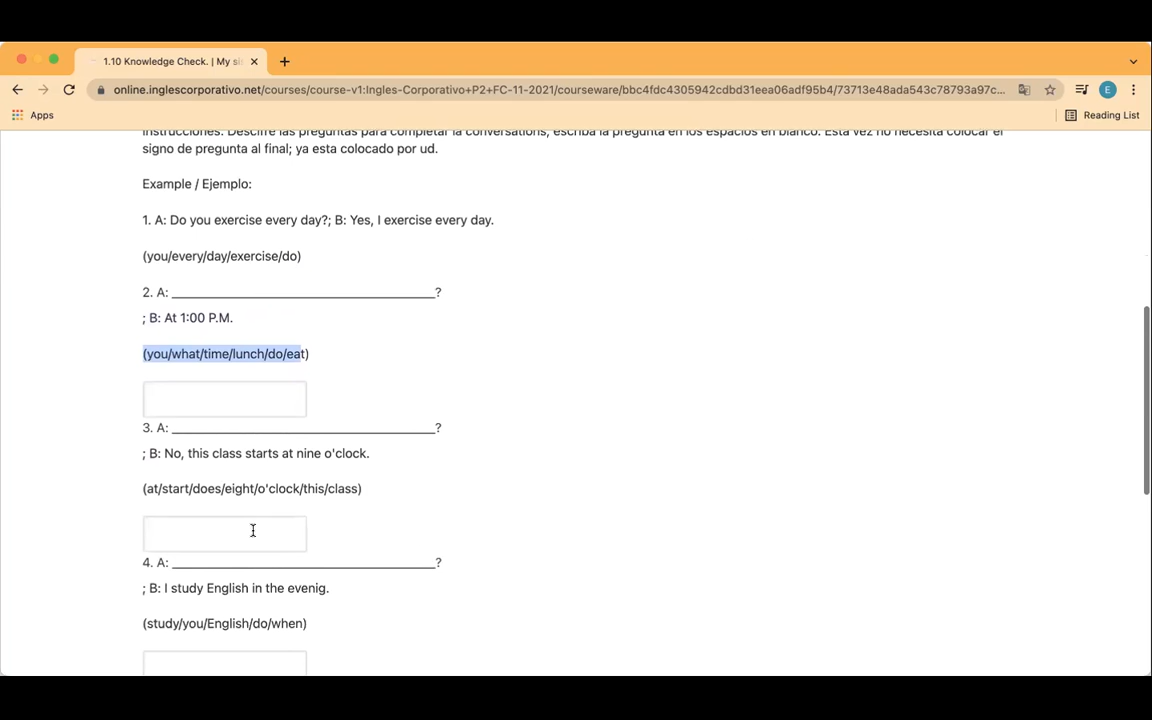 1.10 Knowledge Check. | My si
online.inglescorporativo.net/courses/course-v1:Ingles-Corporativo+P2+FC-11-2021/courseware/bbc4fdc4305942cdbd31eea06adf95b4/73713e48ada543c78793a97c...
E
Apps
Reading List
Instrucciones. Descifre las preguntas para completar la conversations, escriba la pregunta en los espacios en blanco. Esta vez no necesita colocar el
signo de pregunta al final; ya esta colocado por ud.
Example / Ejemplo:
1. A: Do you exercise every day?; B: Yes, I exercise every day.
(you/every/day/exercise/do)
2. A: __________________________________?
; B: At 1:00 P.M.
(you/what/time/lunch/do/eat)
3. A: __________________________________?
; B: No, this class starts at nine o'clock.
(at/start/does/eight/o'clock/this/class)
4. A: __________________________________?
; B: I study English in the evenig.
(study/you/English/do/when)